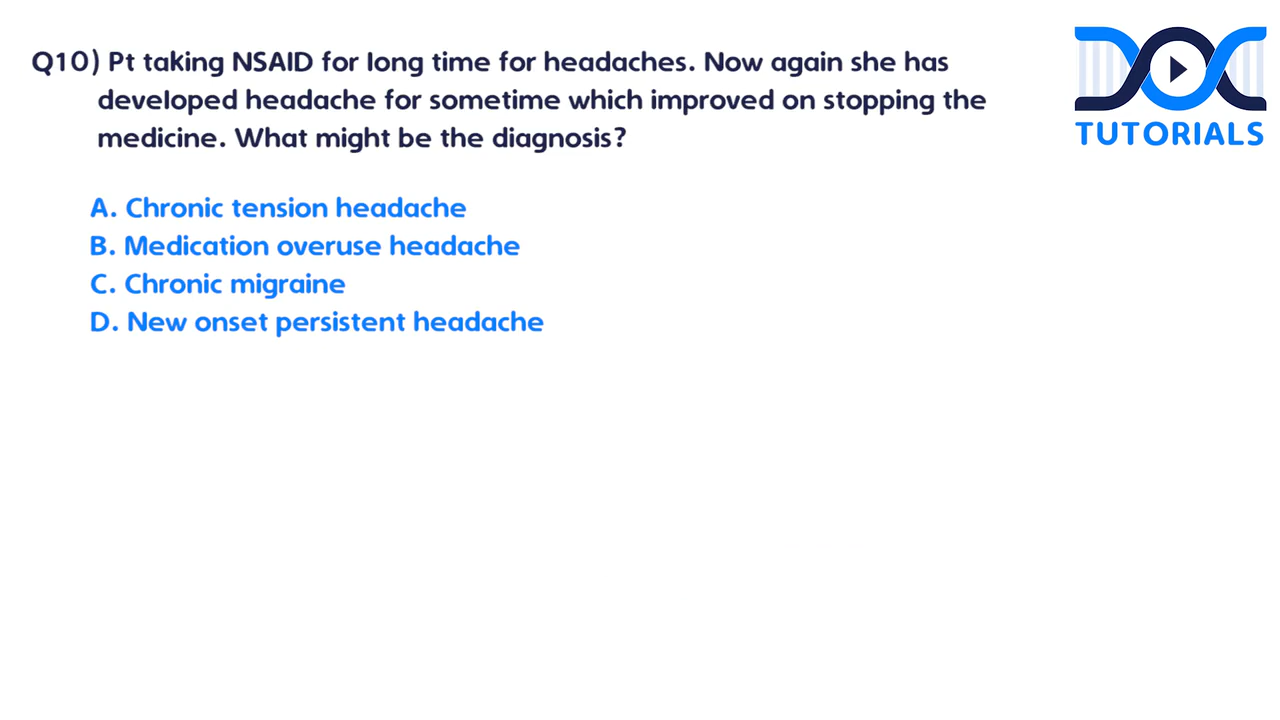 Q10) Pt taking NSAID for long time for headaches. Now again she has
developed headache for sometime which improved on stopping the
medicine. What might be the diagnosis?
A. Chronic tension headache
B. Medication overuse headache
C. Chronic migraine
D. New onset persistent headache
DOC
TUTORIALS